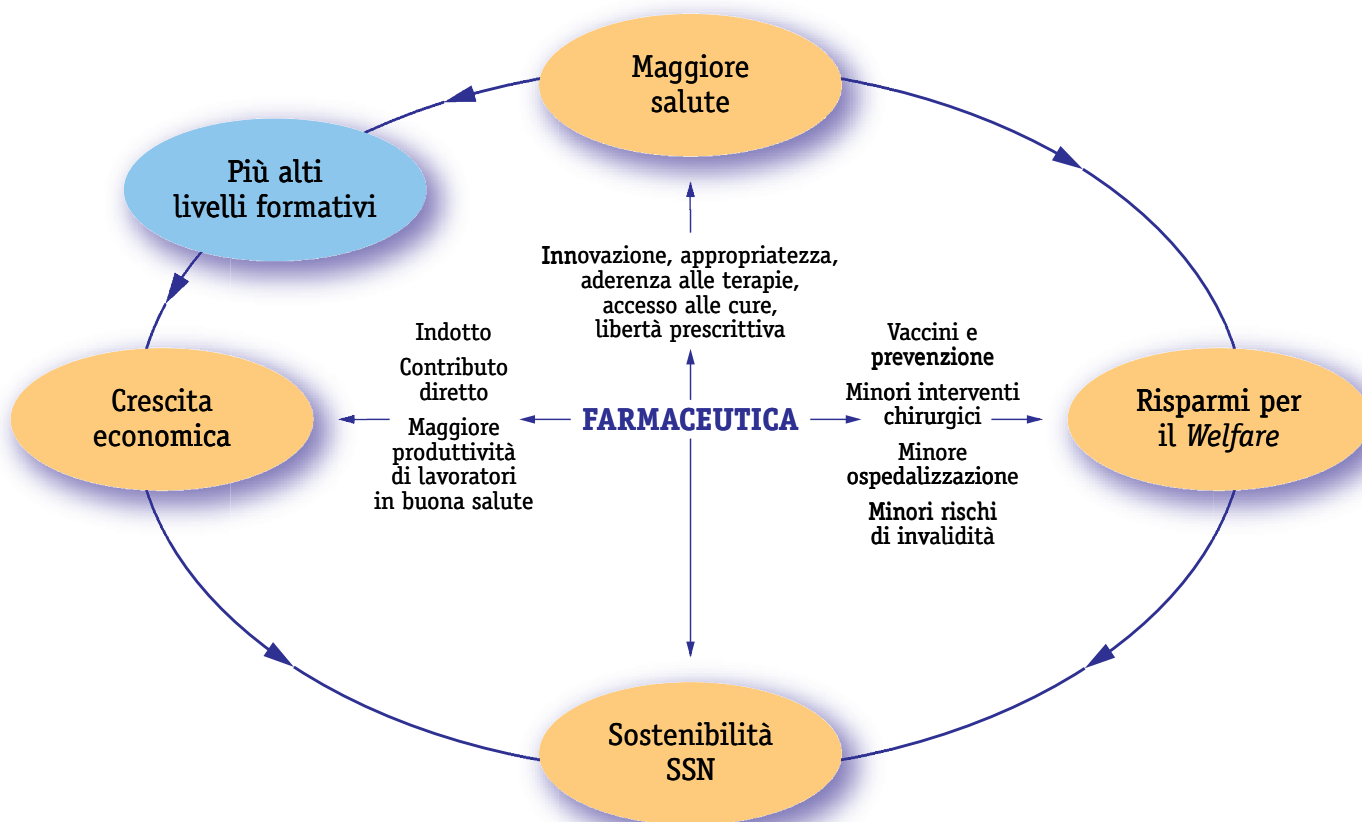 Maggiore
salute
Più alti
livelli formativi
Innovazione, appropriatezza,
aderenza alle terapie,
accesso alle cure,
libertà prescrittiva
Indotto
Contributo
diretto
Maggiore
produttività
di lavoratori
in buona salute
Vaccini e
prevenzione
Minori interventi
chirurgici
Minore
ospedalizzazione
Minori rischi
di invalidità
Crescita
economica
FARMACEUTICA
Risparmi per
il Welfare
Sostenibilità
SSN